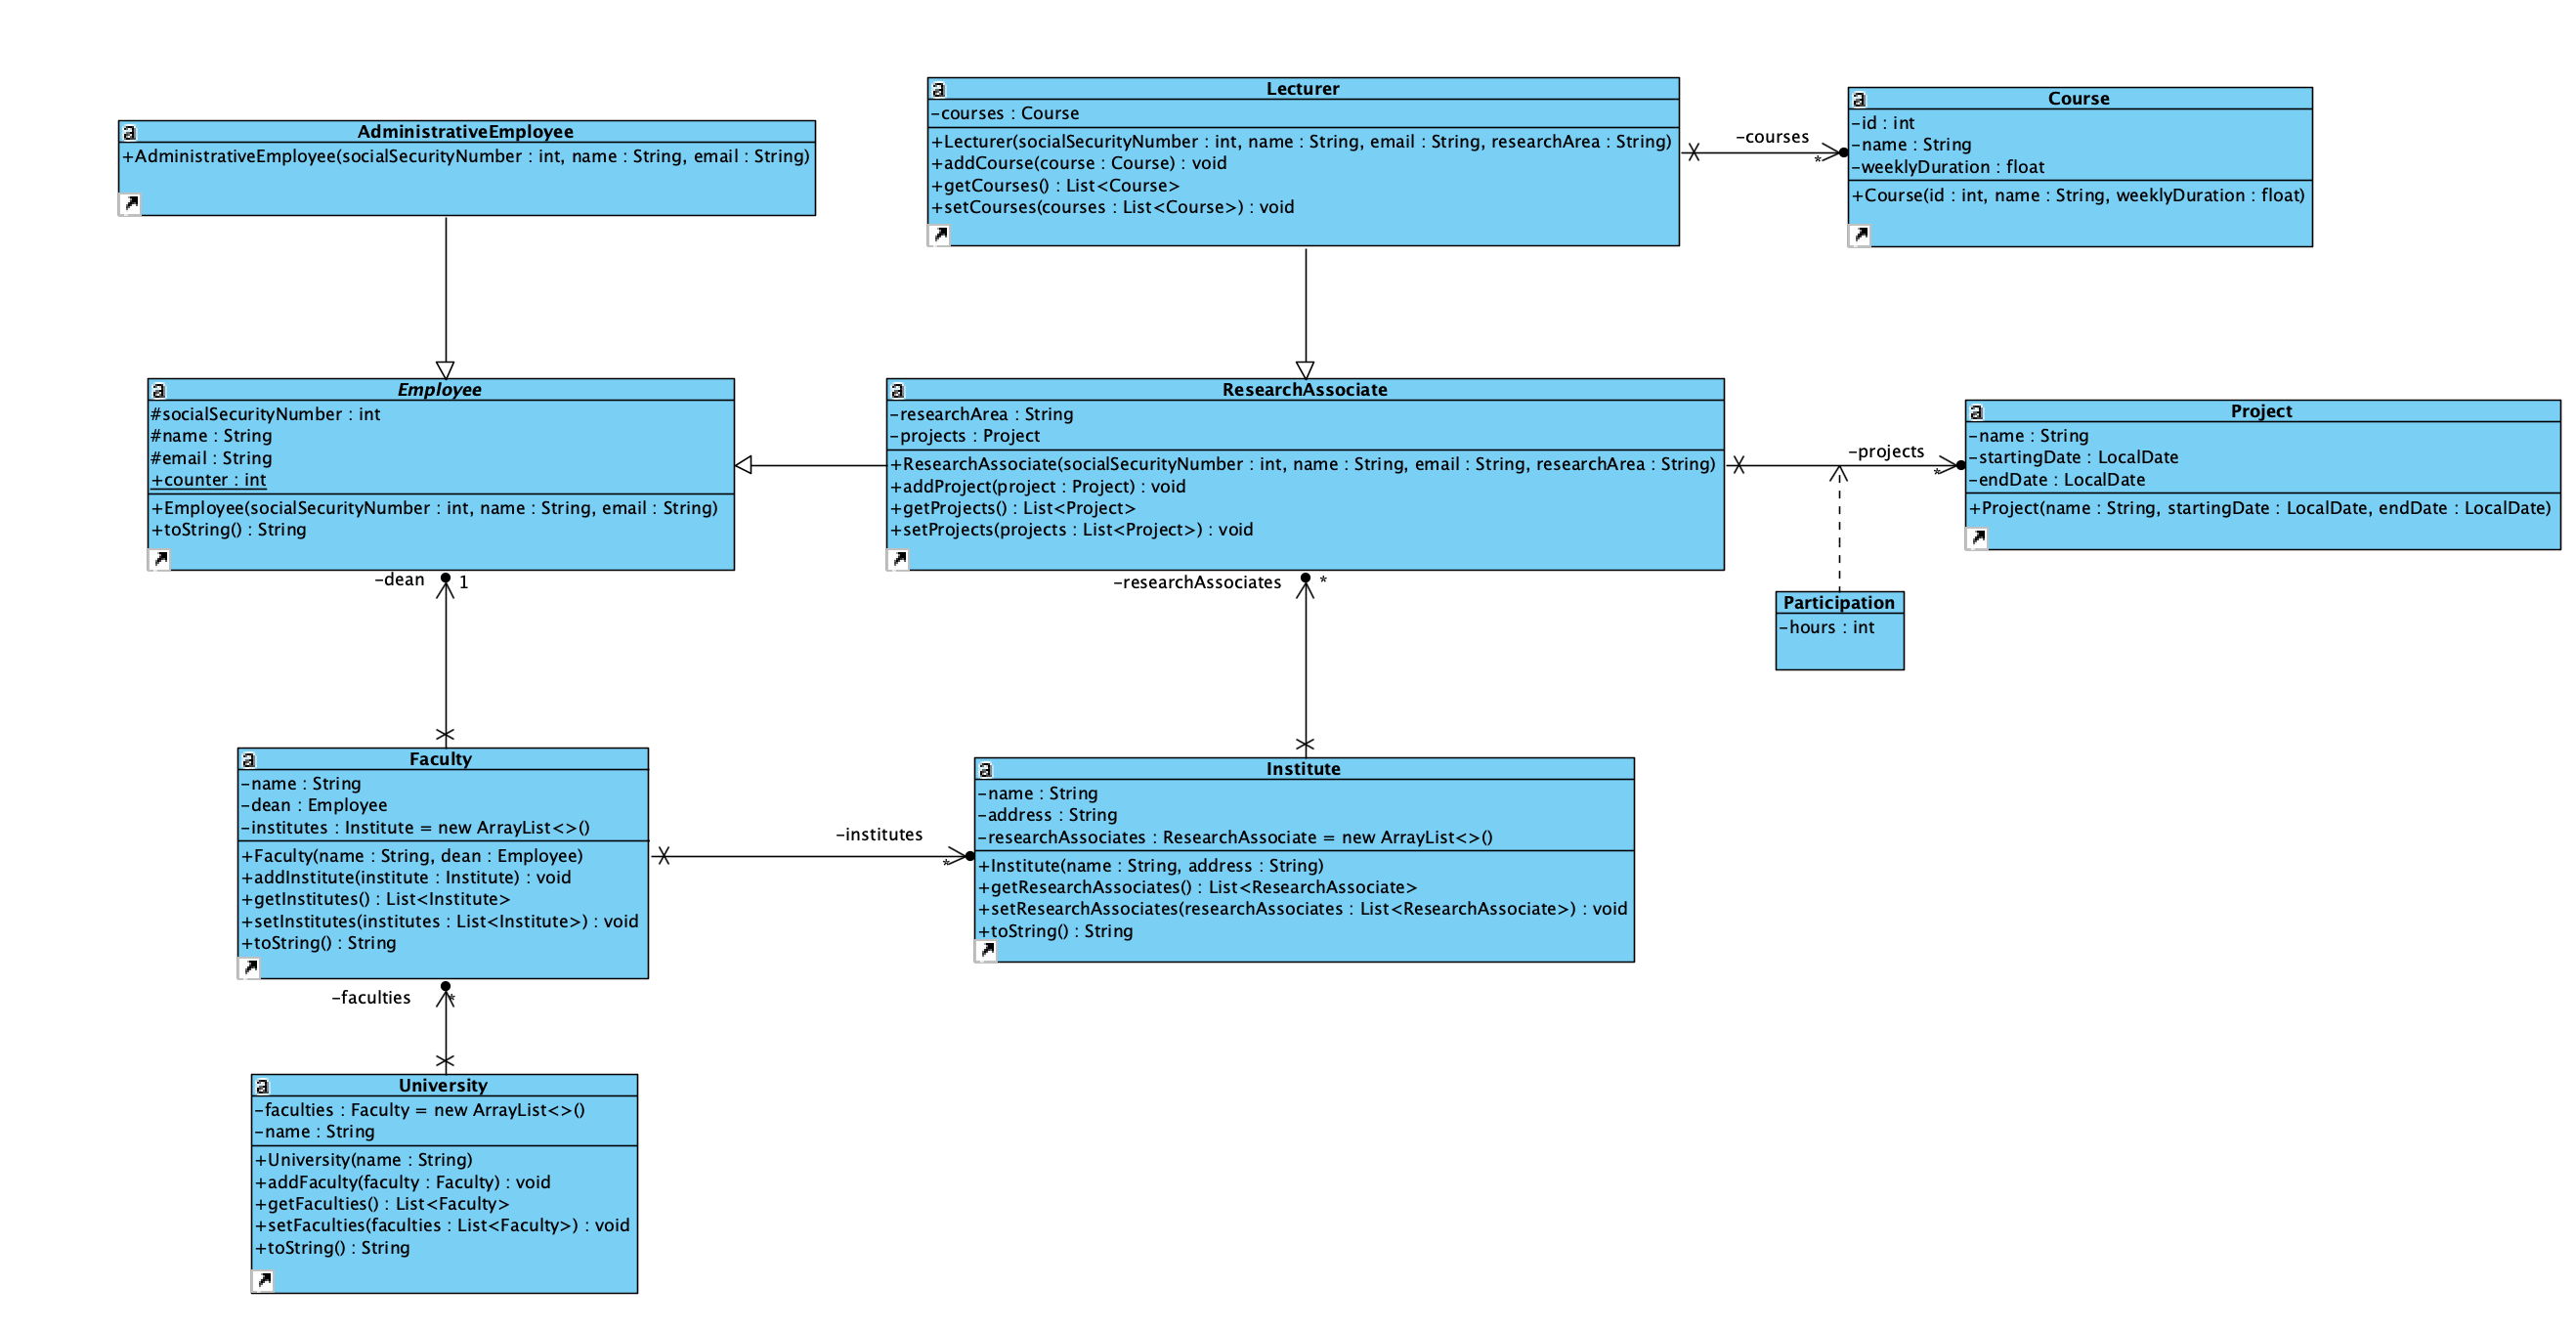 AdministrativeEmployee
+AdministrativeEmployee(socialSecurityNumber : int, name : String, email : String)
Lecturer
-courses : Course
+Lecturer(socialSecurityNumber : int, name : String, email : String, researchArea : String)
+addCourse(course : Course) : void
+getCourses() : List<Course>
+setCourses(courses : List<Course>) : void
-courses
*
Course
-id : int
-name : String
-weeklyDuration : float
+Course(id : int, name : String, weeklyDuration : float)
Employee
#socialSecurityNumber : int
#name : String
#email : String
+counter : int
+Employee(socialSecurityNumber : int, name : String, email : String)
+toString() : String
ResearchAssociate
-researchArea : String
-projects : Project
+ResearchAssociate(socialSecurityNumber : int, name : String, email : String, researchArea : String)
+addProject(project : Project) : void
+getProjects() : List<Project>
+setProjects(projects : List<Project>) : void
-projects
*
Project
-name : String
-startingDate : LocalDate
-endDate : LocalDate
+Project(name : String, startingDate : LocalDate, endDate : LocalDate)
-dean 1
-researchAssociates *
Participation
-hours : int
Faculty
-name : String
-dean : Employee
-institutes : Institute = new ArrayList<>()
+Faculty(name : String, dean : Employee)
+addInstitute(institute : Institute) : void
+getInstitutes() : List<Institute>
+setInstitutes(institutes : List<Institute>) : void
+toString() : String
-institutes
*
Institute
-name : String
-address : String
-researchAssociates : ResearchAssociate = new ArrayList<>()
+Institute(name : String, address : String)
+getResearchAssociates() : List<ResearchAssociate>
+setResearchAssociates(researchAssociates : List<ResearchAssociate>) : void
+toString() : String
-faculties *
University
-faculties : Faculty = new ArrayList<>()
-name : String
+University(name : String)
+addFaculty(faculty : Faculty) : void
+getFaculties() : List<Faculty>
+setFaculties(faculties : List<Faculty>) : void
+toString() : String